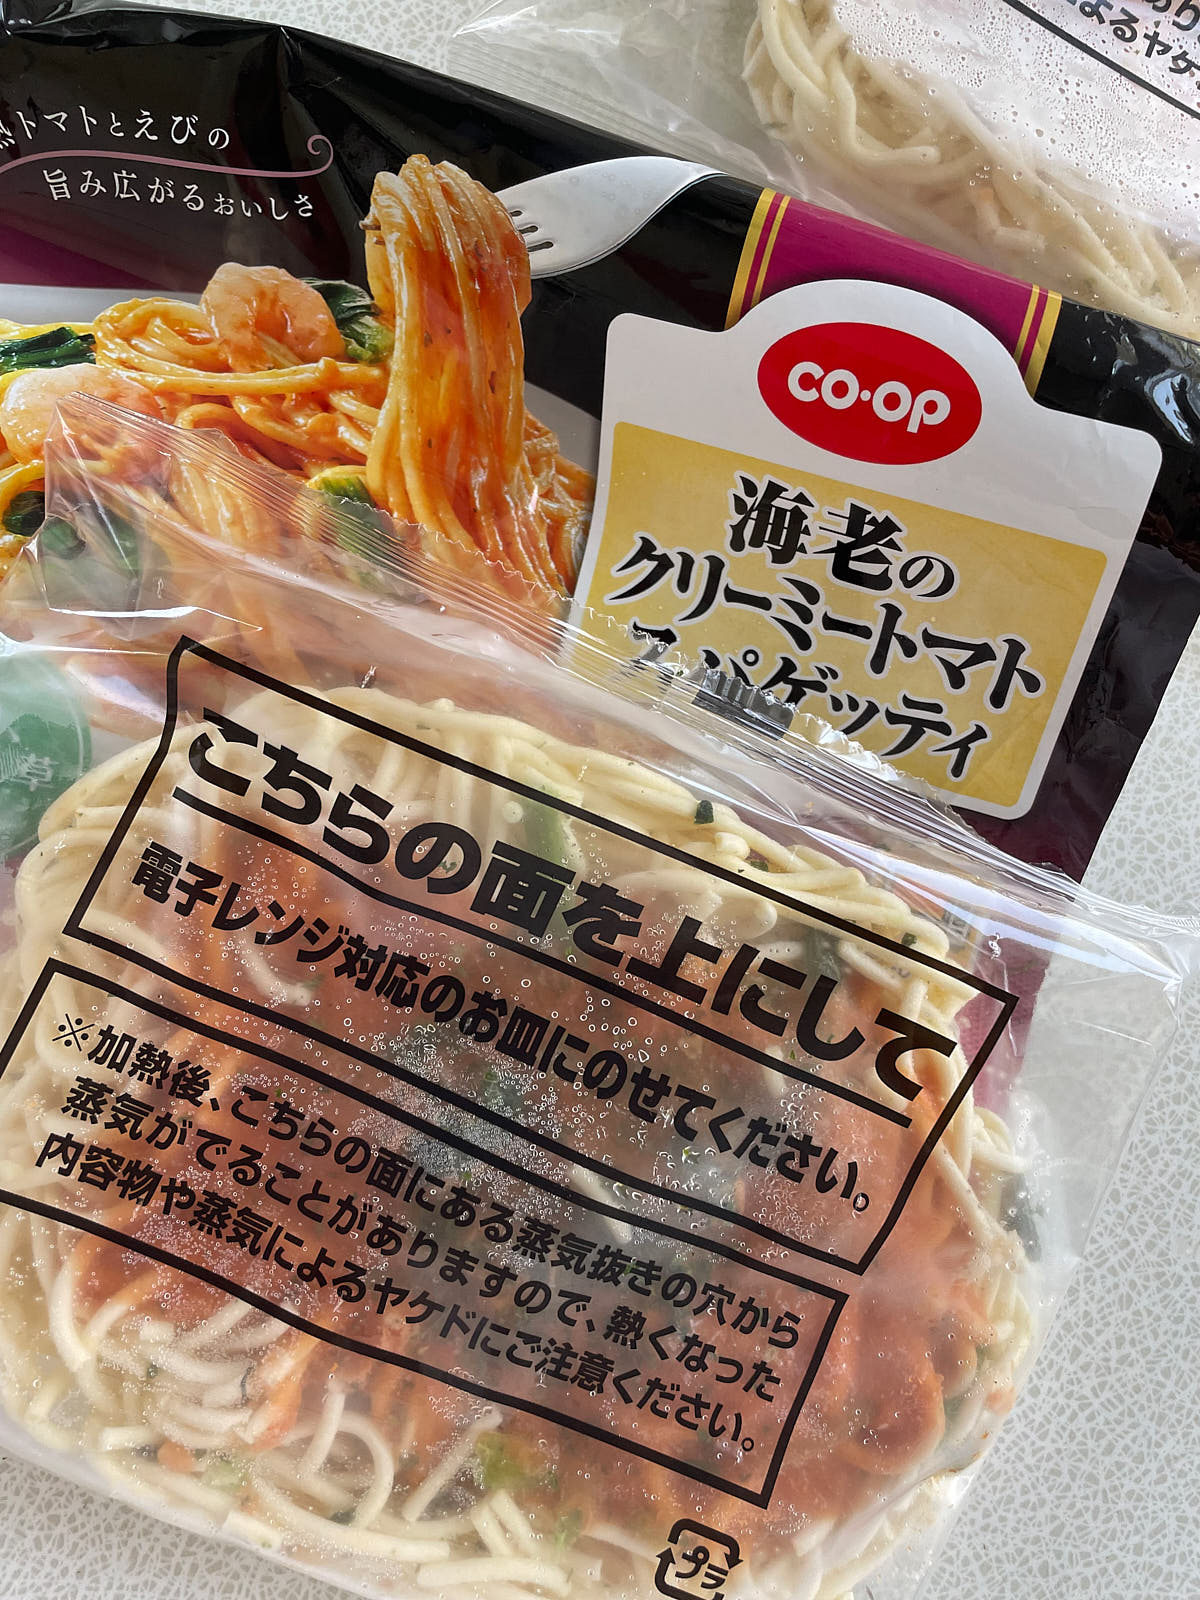 トマトとえびの
旨み広がるおいしさ
よるヤケ
CO·OP
海老の
クリーミートマト
スパゲッティ
こちらの面を上にして
電子レンジ対応のお皿にのせてください。
※加熱後、こちらの面にある蒸気抜きの穴から
蒸気がでることがありますので、熱くなった
内容物や蒸気によるヤケドにご注意ください。
プラ